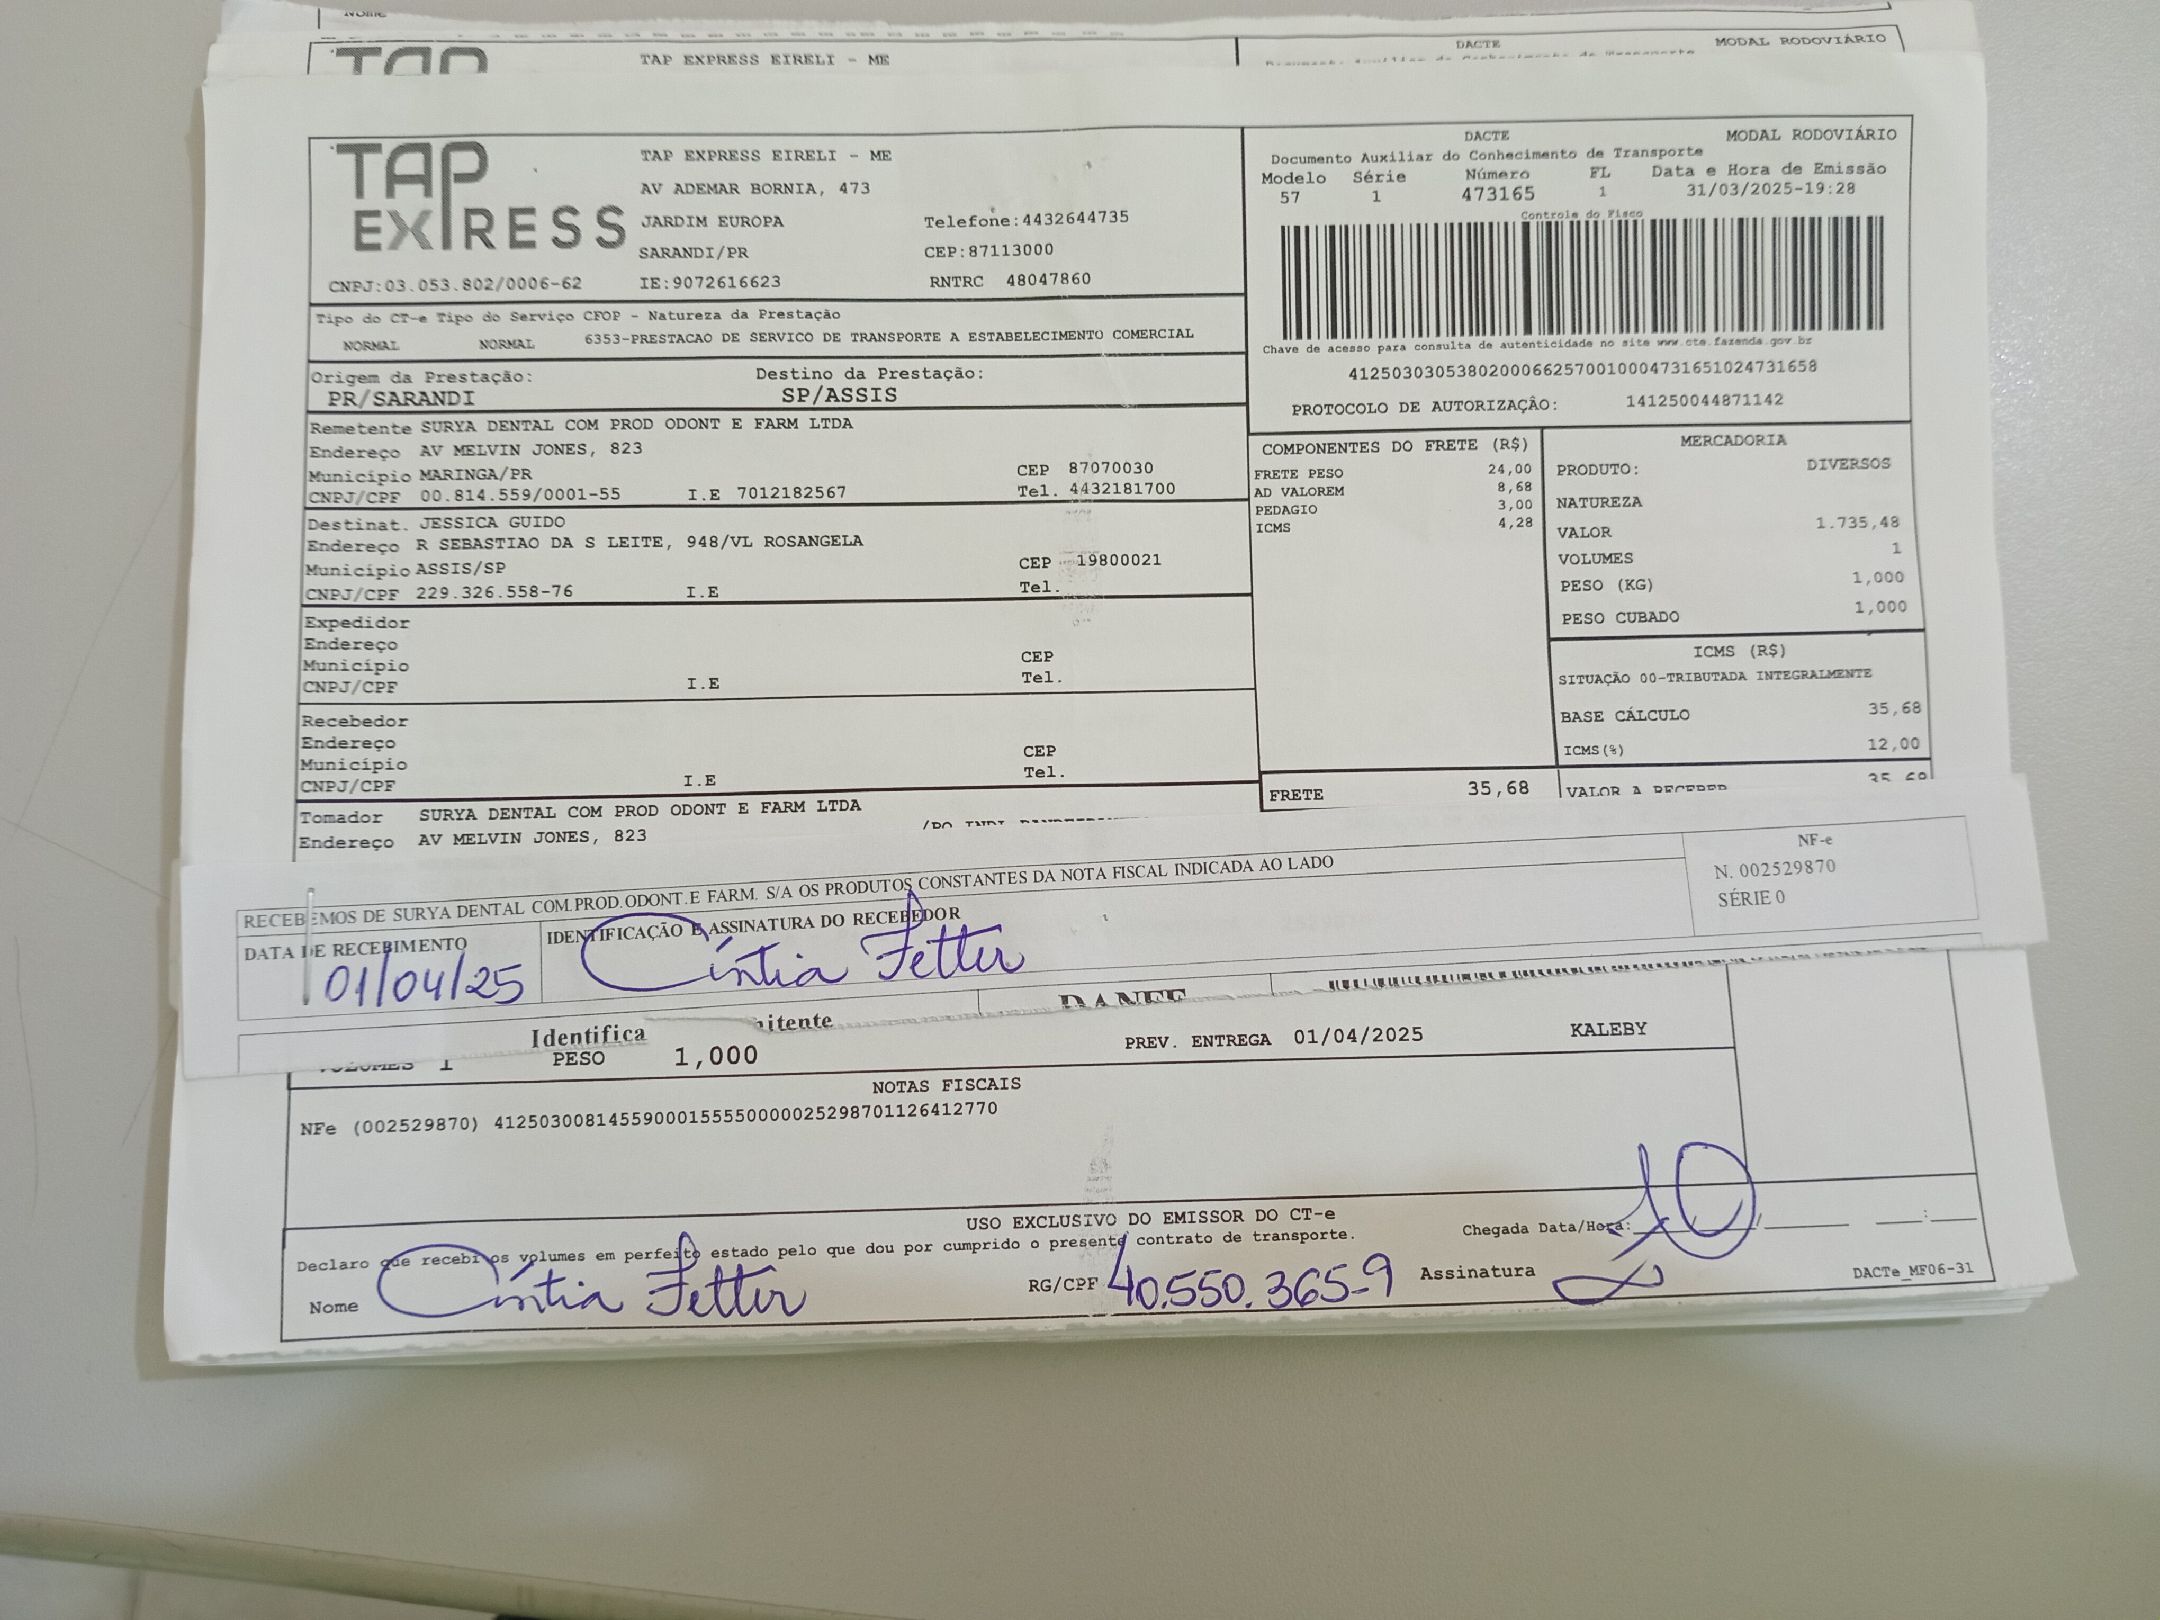 TAP EXPRESS EIRELI - ME
DACTE
MODAL RODOVIÁRIO
TAP EXPRESS
CNPJ:03.053.802/0006-62
TAP EXPRESS EIRELI - ME
AV ADEMAR BORNIA, 473
JARDIM EUROPA Telefone:4432644735
SARANDI/PR CEP:87113000
IE:9072616623 RNTRC 48047860
DACTE MODAL RODOVIÁRIO
Documento Auxiliar do Conhecimento de Transporte
Modelo Série Número FL Data e Hora de Emissão
57 1 473165 1 31/03/2025-19:28
Controle do Fisco
Chave de acesso para consulta de autenticidade no site www.cte.fazenda.gov.br
41250303053802000662570010004731651024731658
PROTOCOLO DE AUTORIZAÇÂO: 141250044871142
Tipo do CT-e Tipo do Serviço CFOP - Natureza da Prestação
NORMAL NORMAL 6353-PRESTACAO DE SERVICO DE TRANSPORTE A ESTABELECIMENTO COMERCIAL
Origem da Prestação: Destino da Prestação:
PR/SARANDI SP/ASSIS
Remetente SURYA DENTAL COM PROD ODONT E FARM LTDA
Endereço AV MELVIN JONES, 823
Município MARINGA/PR CEP 87070030
CNPJ/CPF 00.814.559/0001-55 I.E 7012182567 Tel. 4432181700
Destinat. JESSICA GUIDO
Endereço R SEBASTIAO DA S LEITE, 948/VL ROSANGELA
Município ASSIS/SP CEP 19800021
CNPJ/CPF 229.326.558-76 I.E Tel.
Expedidor
Endereço
Município CEP
CNPJ/CPF I.E Tel.
Recebedor
Endereço
Município CEP
CNPJ/CPF I.E Tel.
Tomador SURYA DENTAL COM PROD ODONT E FARM LTDA
Endereço AV MELVIN JONES, 823
COMPONENTES DO FRETE (R$)
FRETE PESO 24,00
AD VALOREM 8,68
PEDAGIO 3,00
ICMS 4,28
FRETE 35,68
MERCADORIA
PRODUTO: DIVERSOS
NATUREZA
VALOR 1.735,48
VOLUMES 1
PESO (KG) 1,000
PESO CUBADO 1,000
ICMS (R$)
SITUAÇÃO 00-TRIBUTADA INTEGRALMENTE
BASE CÁLCULO 35,68
ICMS(%) 12,00
VALOR A RECEBER 35,68
RECEBEMOS DE SURYA DENTAL COM.PROD.ODONT.E FARM. S/A OS PRODUTOS CONSTANTES DA NOTA FISCAL INDICADA AO LADO
DATA DE RECEBIMENTO IDENTIFICAÇÃO E ASSINATURA DO RECEBEDOR
01/04/25 Cíntia Fetter
NF-e
N. 002529870
SÉRIE 0
Identifica itente DANFE
VOLUMES 1 PESO 1,000 PREV. ENTREGA 01/04/2025 KALEBY
NOTAS FISCAIS
NFe (002529870) 41250300814559000155550000025298701126412770
USO EXCLUSIVO DO EMISSOR DO CT-e
Declaro que recebi os volumes em perfeito estado pelo que dou por cumprido o presente contrato de transporte.
Chegada Data/Hora:
Nome Cíntia Fetter RG/CPF 40.550.365-9 Assinatura
DACTe_MF06-31